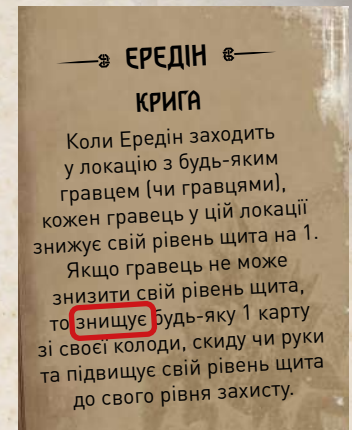 ЕРЕДІН
КРИГА
Коли Ередін заходить
у локацію з будь-яким
гравцем (чи гравцями),
кожен гравець у цій локації
знижує свій рівень щита на 1.
Якщо гравець не може
знизити свій рівень щита,
то знищує будь-яку 1 карту
зі своєї колоди, скиду чи руки
та підвищує свій рівень щита
до свого рівня захисту.